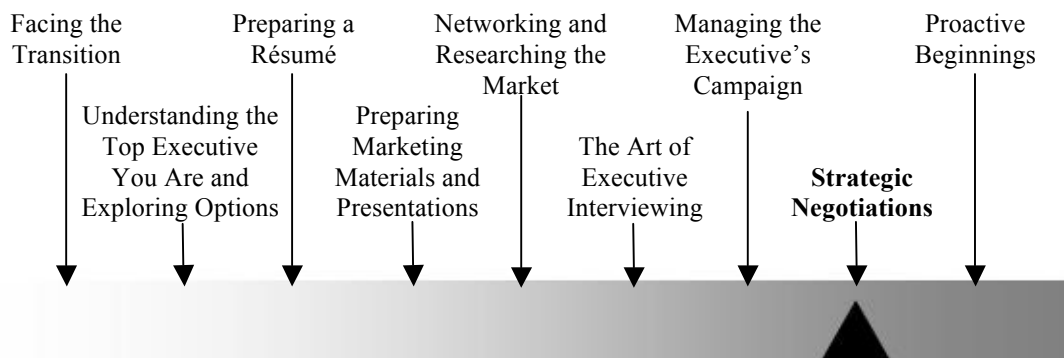 Facing the
Transition
Understanding the
Top Executive
You Are and
Exploring Options
Preparing a
Résumé
Preparing
Marketing
Materials and
Presentations
Networking and
Researching the
Market
The Art of
Executive
Interviewing
Managing the
Executive’s
Campaign
Strategic
Negotiations
Proactive
Beginnings